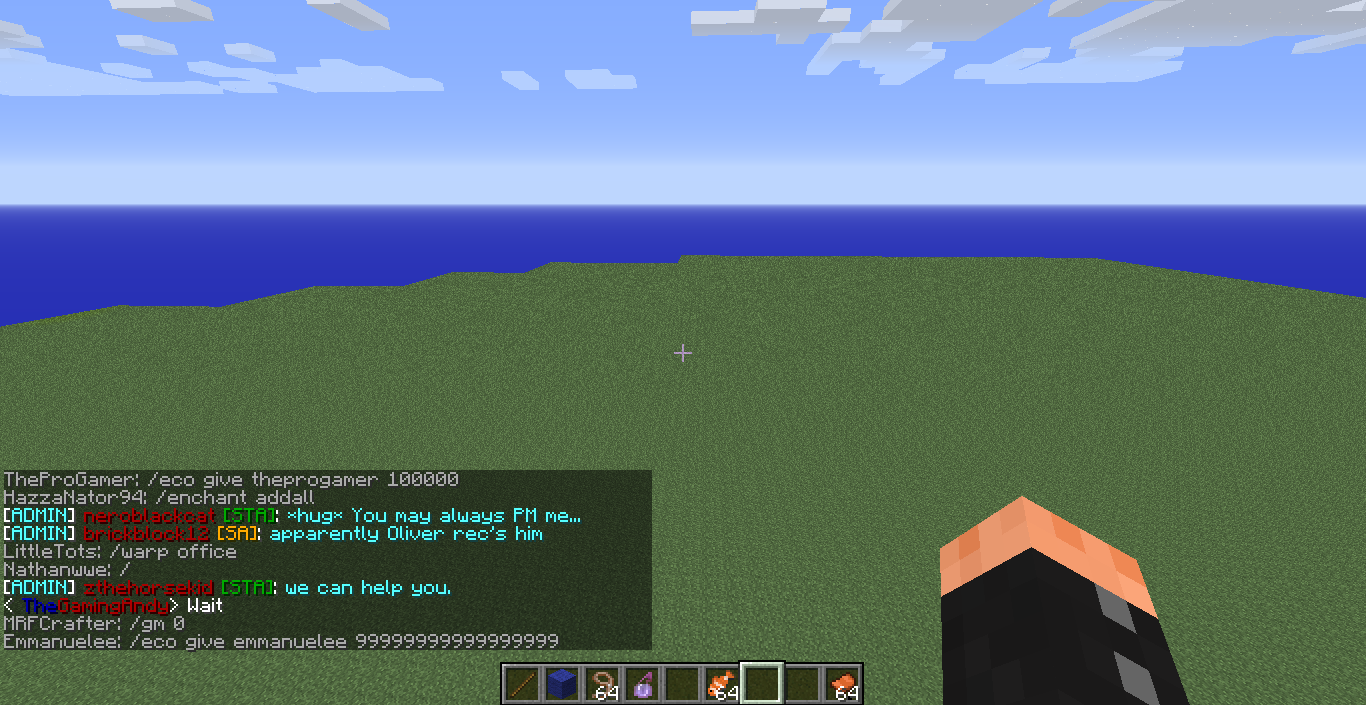 TheProGamer: /eco give theprogamer 100000
HazzaNator94: /enchant addall
[ADMIN] neroblackcat [STA]: *hug* You may always PM me...
[ADMIN] brickblock12 [SA]: apparently Oliver rec's him
LittleTots: /warp office
Nathanwwe: /
[ADMIN] zthehorsekid [STA]: we can help you.
< TheGamingAndy> Wait
MRFCrafter: /gm 0
Emmanuelee: /eco give emmanuelee 99999999999999999
64 64 64